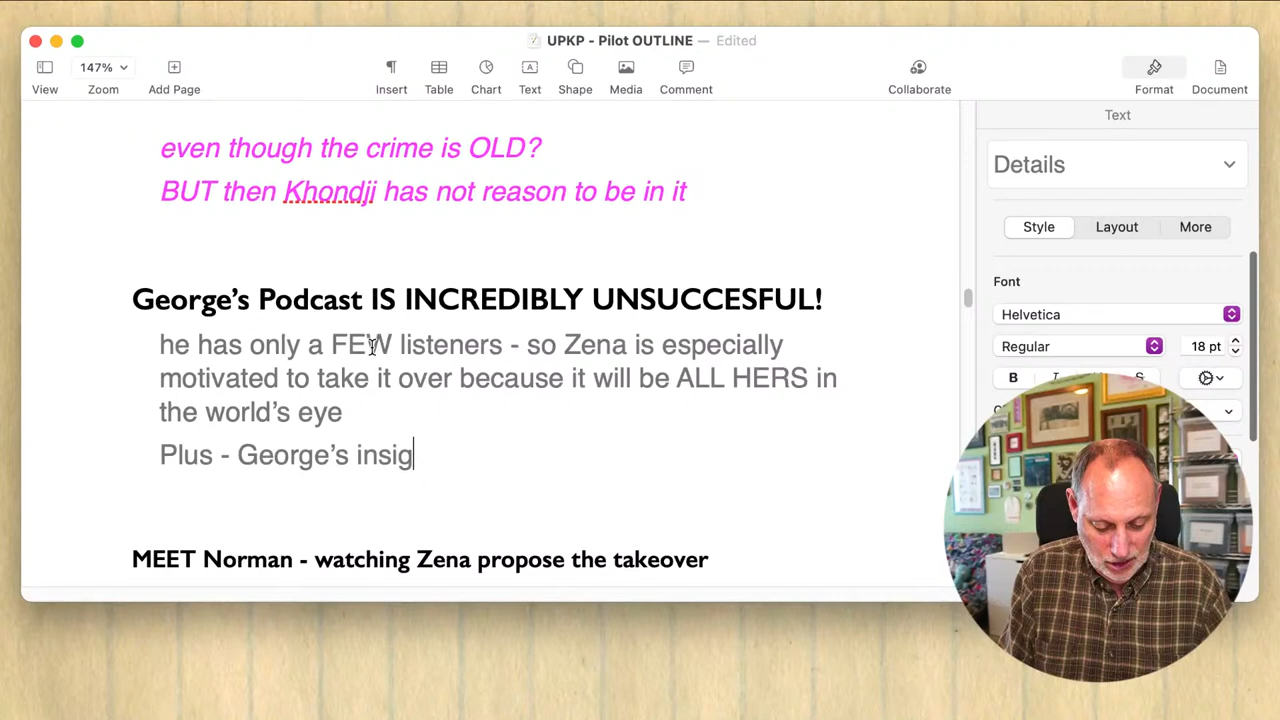 UPKP - Pilot OUTLINE — Edited
147%
View Zoom Add Page Insert Table Chart Text Shape Media Comment Collaborate Format Document
Text
even though the crime is OLD?
BUT then Khondji has not reason to be in it
George's Podcast IS INCREDIBLY UNSUCCESFUL!
he has only a FEW listeners - so Zena is especially
motivated to take it over because it will be ALL HERS in
the world's eye
Plus - George's insig
MEET Norman - watching Zena propose the takeover
Details
Style Layout More
Font
Helvetica
Regular 18 pt
B I U S